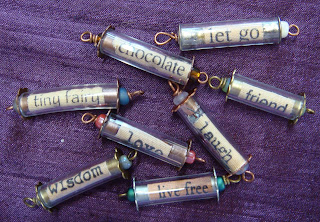 let go
chocolate
tiny fairy
friend
love
laugh
wisdom
live free